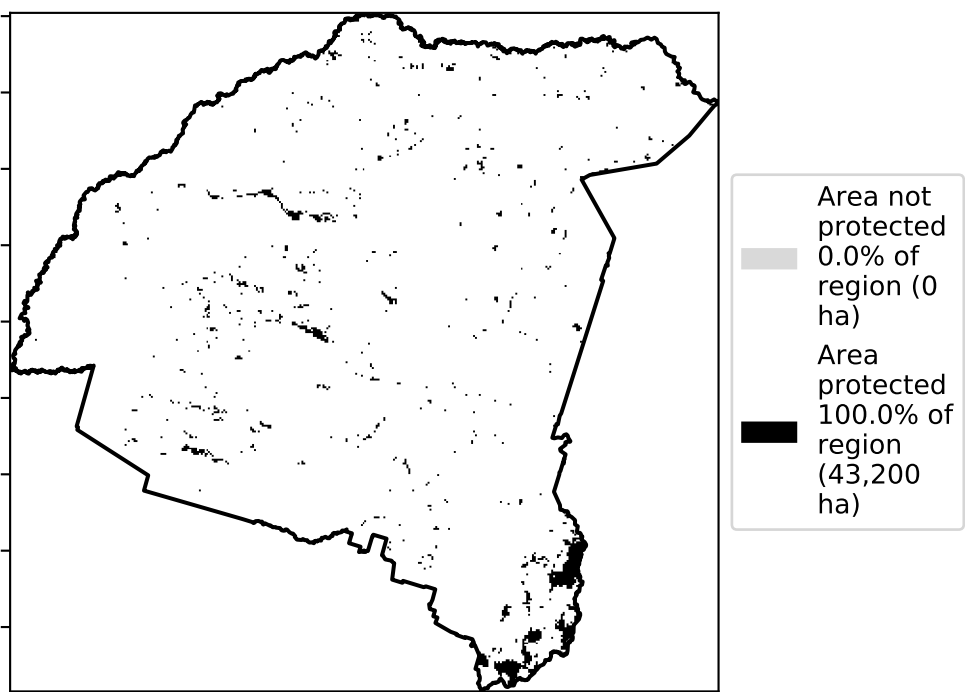 Area not
protected
0.0% of
region (0
ha)
Area
protected
100.0% of
region
(43,200
ha)